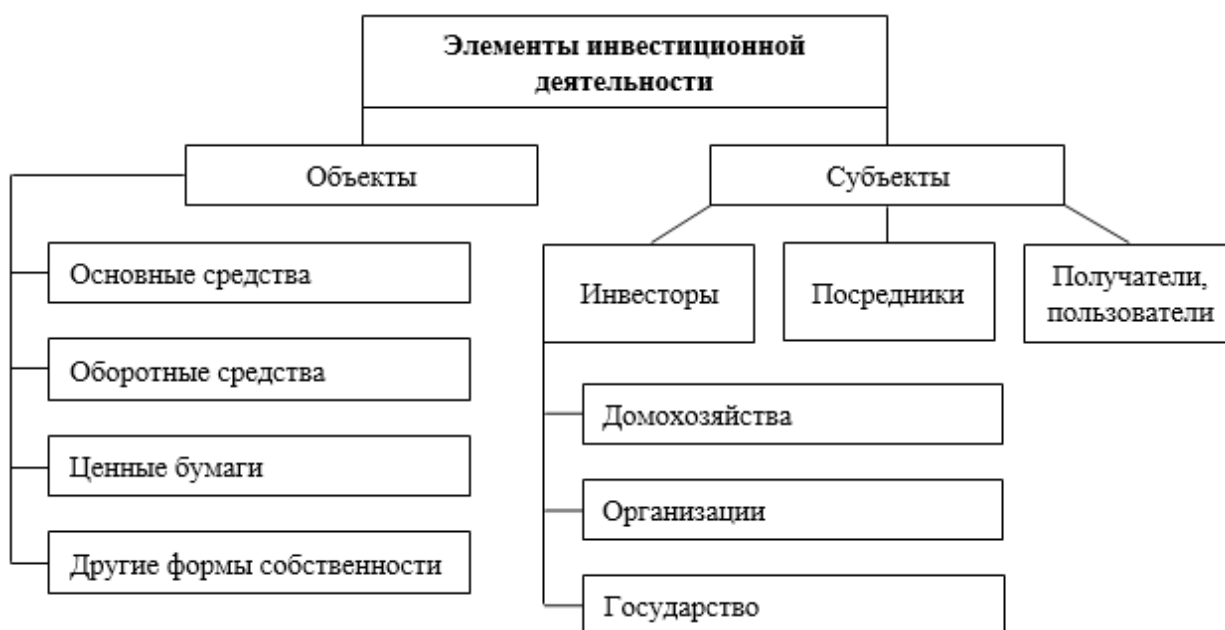 Элементы инвестиционной
деятельности
Объекты
Субъекты
Основные средства
Оборотные средства
Ценные бумаги
Другие формы собственности
Инвесторы
Посредники
Получатели,
пользователи
Домохозяйства
Организации
Государство